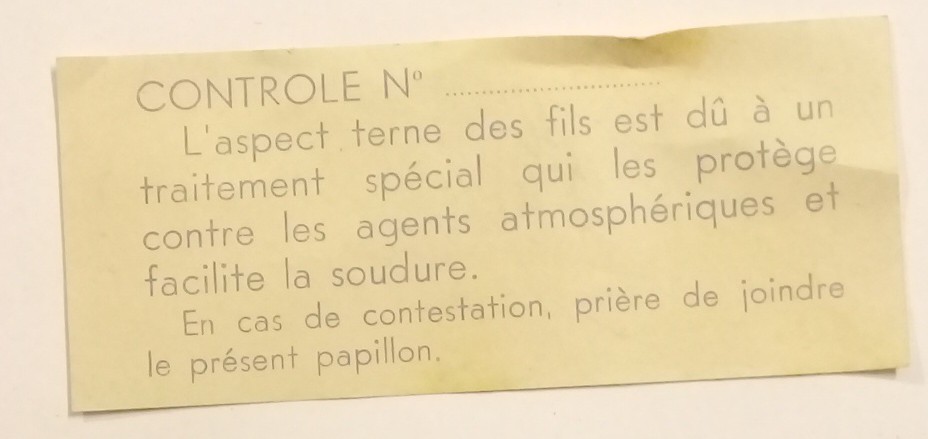 CONTROLE Nº ..............................
L'aspect terne des fils est dû à un
traitement spécial qui les protège
contre les agents atmosphériques et
facilite la soudure.
En cas de contestation, prière de joindre
le présent papillon.